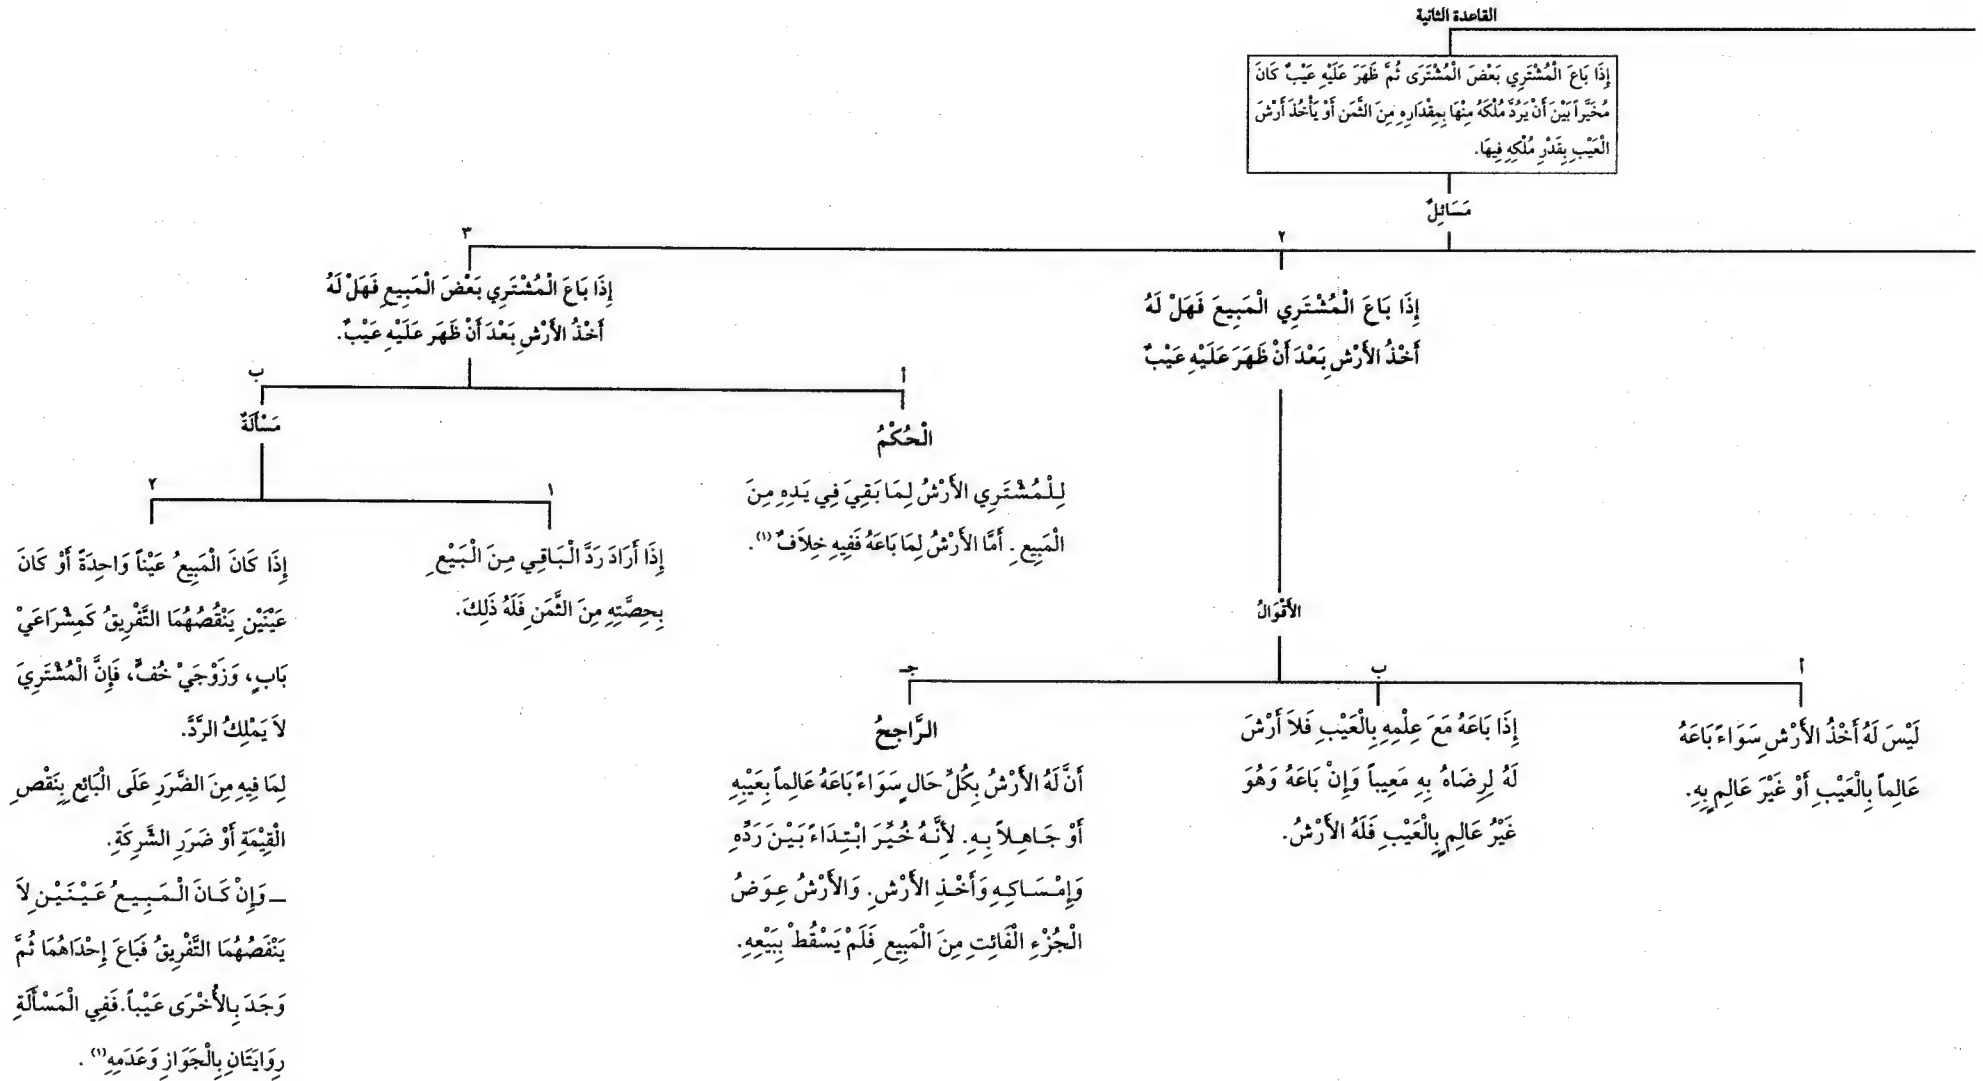 القاعدة الثانية
إِذَا بَاعَ الْمُشْتَرِي بَعْضَ الْمُشْتَرَى ثُمَّ ظَهَرَ عَلَيْهِ عَيْبٌ كَانَ
مُخَيَّراً بَيْنَ أَنْ يَرُدَّ مُلْكَهُ مِنْهَا بِمِقْدَارِهِ مِنَ الثَّمَنِ أَوْ يَأْخُذَ أَرْشَ
الْعَيْبِ بِقَدْرِ مُلْكِهِ فِيهَا.
مَسَائِلٌ
٢
إِذَا بَاعَ الْمُشْتَرِي الْمَبِيعَ فَهَلْ لَهُ
أَخْذُ الأَرْشِ بَعْدَ أَنْ ظَهَرَ عَلَيْهِ عَيْبٌ
الأَقْوَالُ
أ
لَيْسَ لَهُ أَخْذُ الأَرْشِ سَوَاءً بَاعَهُ
عَالِماً بِالْعَيْبِ أَوْ غَيْرَ عَالِمٍ بِهِ.
ب
إِذَا بَاعَهُ مَعَ عِلْمِهِ بِالْعَيْبِ فَلاَ أَرْشَ
لَهُ لِرِضَاهُ بِهِ مَعِيباً وَإِنْ بَاعَهُ وَهُوَ
غَيْرُ عَالِمٍ بِالْعَيْبِ فَلَهُ الأَرْشُ.
جـ
الرَّاجِحُ
أَنَّ لَهُ الأَرْشُ بِكُلِّ حَالٍ سَوَاءً بَاعَهُ عَالِماً بِعَيْبِهِ
أَوْ جَاهِلاً بِهِ. لأَنَّهُ خُيِّرَ ابْتِدَاءً بَيْنَ رَدِّهِ
وَإِمْسَاكِهِ وَأَخْذِ الأَرْشِ. وَالأَرْشُ عِوَضُ
الْجُزْءِ الْفَائِتِ مِنَ الْمَبِيعِ فَلَمْ يَسْقُطْ بِبَيْعِهِ.
٣
إِذَا بَاعَ الْمُشْتَرِي بَعْضَ الْمَبِيعِ فَهَلْ لَهُ
أَخْذُ الأَرْشِ بَعْدَ أَنْ ظَهَر عَلَيْهِ عَيْبٌ.
أ
الْحُكْمُ
لِلْمُشْتَرِي الأَرْشُ لِمَا بَقِيَ فِي يَدِهِ مِنَ
الْمَبِيعِ. أَمَّا الأَرْشُ لِمَا بَاعَهُ فَفِيهِ خِلاَفٌ (١).
ب
مَسْأَلَةٌ
١
إِذَا أَرَادَ رَدَّ الْبَاقِي مِنَ الْبَيْعِ
بِحِصَّتِهِ مِنَ الثَّمَنِ فَلَهُ ذَلِكَ.
٢
إِذَا كَانَ الْمَبِيعُ عَيْناً وَاحِدَةً أَوْ كَانَ
عَيْنَيْنِ يَنْقُصُهُمَا التَّفْرِيقُ كَمِشْرَاعَيْ
بَابٍ، وَزَوْجَيْ خُفٍّ، فَإِنَّ الْمُشْتَرِيَ
لاَ يَمْلِكُ الرَّدَّ.
لِمَا فِيهِ مِنَ الضَّرَرِ عَلَى الْبَائِعِ بِنَقْصِ
الْقِيْمَةِ أَوْ ضَرَرِ الشَّرِكَةِ.
ــ وَإِنْ كَانَ الْمَبِيعُ عَيْنَيْنِ لاَ
يَنْقُصُهُمَا التَّفْرِيقُ فَبَاعَ إِحْدَاهُمَا ثُمَّ
وَجَدَ بِالأُخْرَى عَيْباً. فَفِي الْمَسْأَلَةِ
رِوَايَتَانِ بِالْجَوَازِ وَعَدَمِهِ(١).